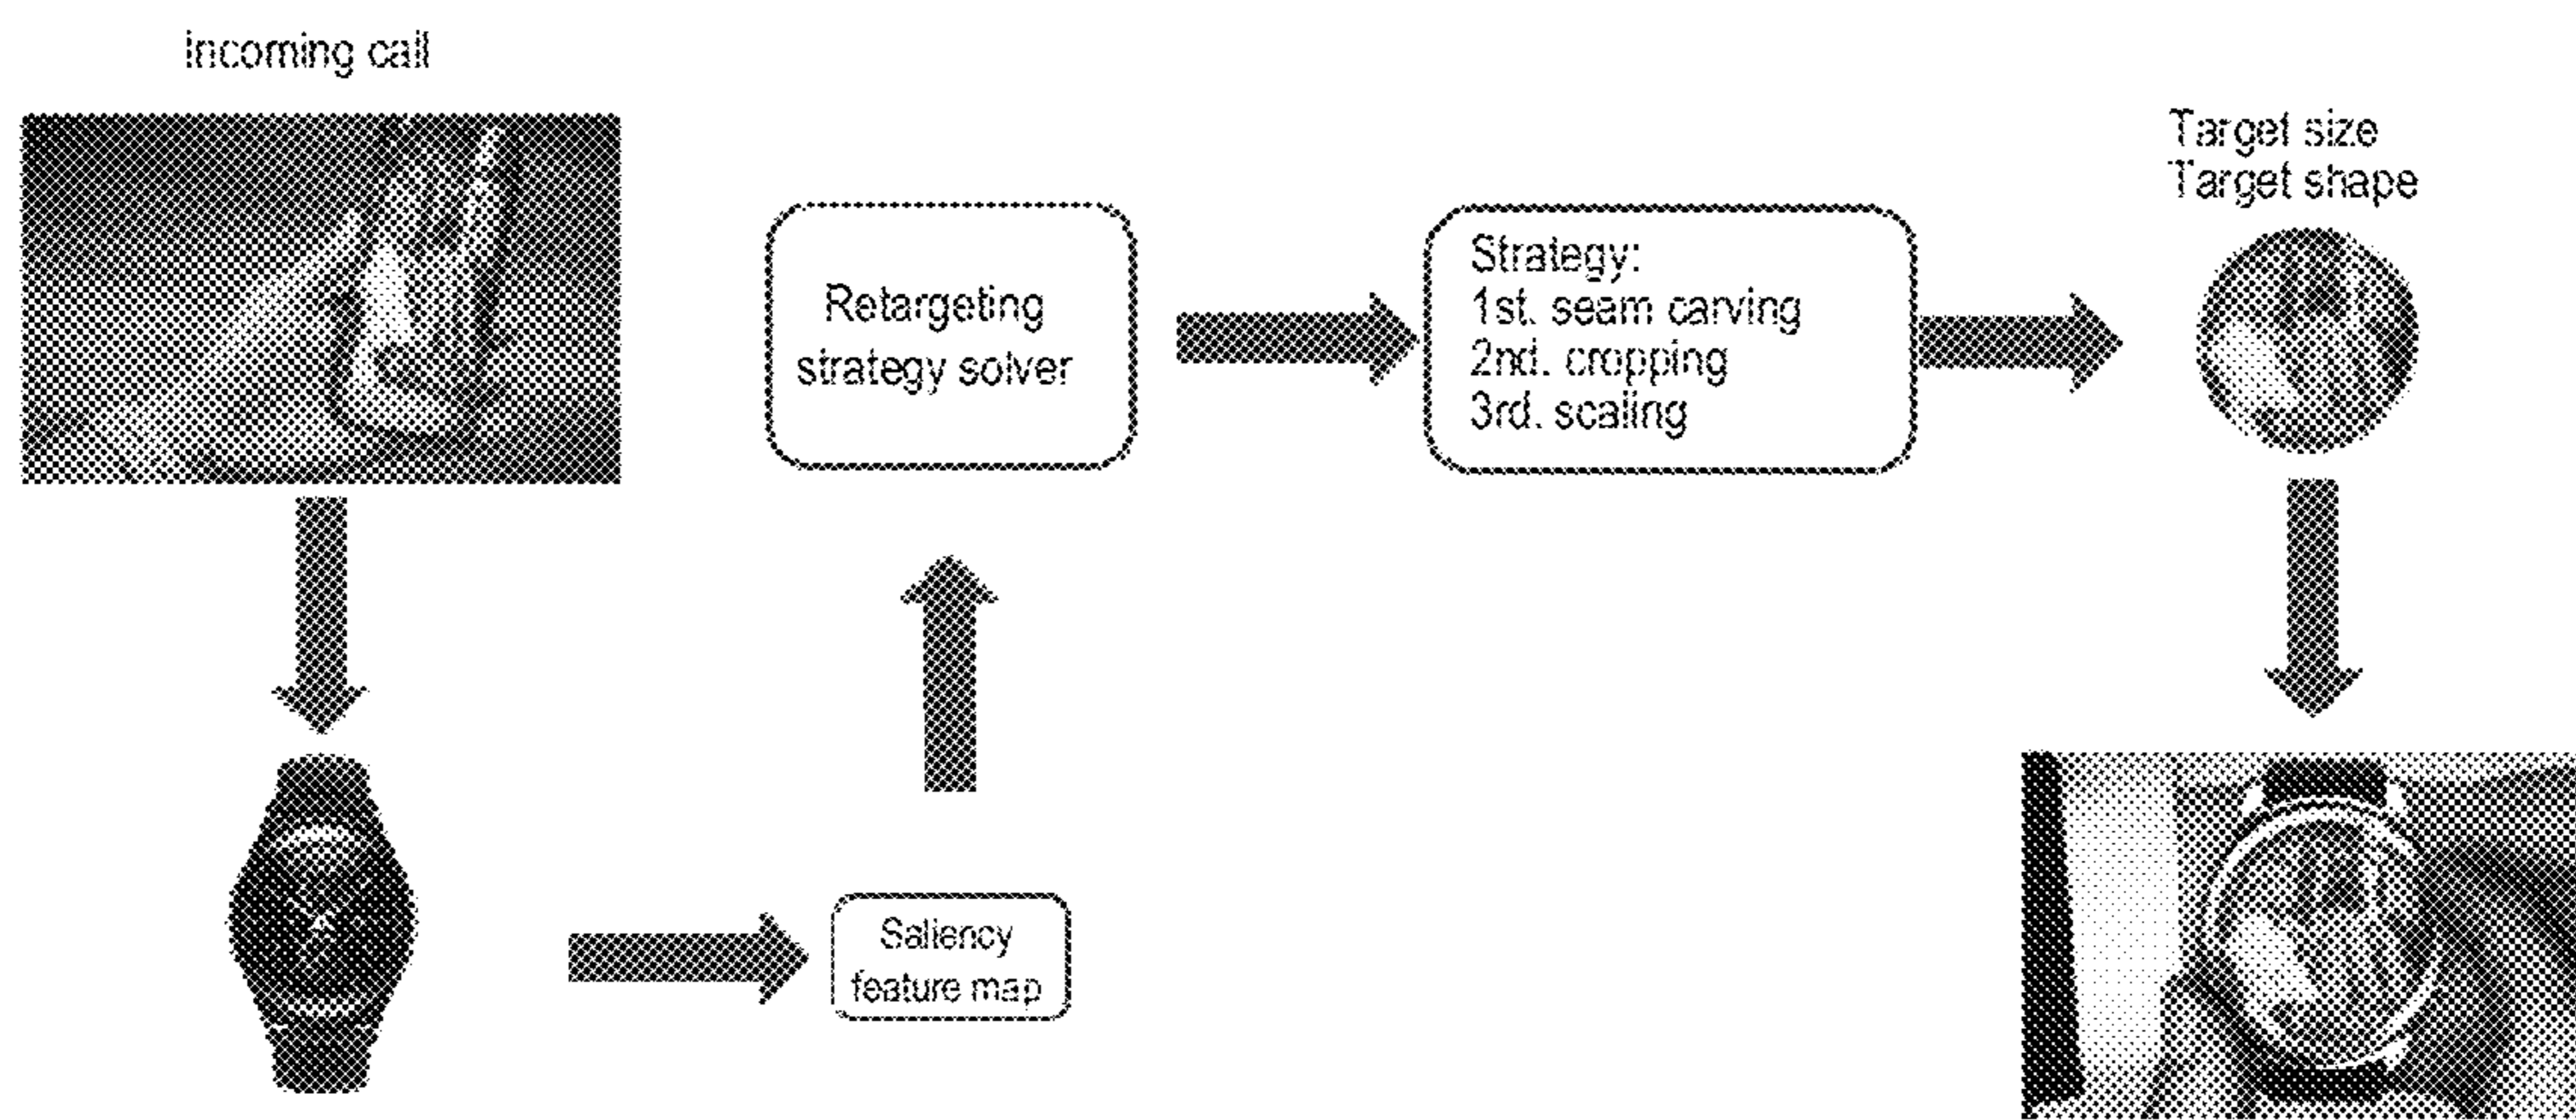 Incoming call
Target size
Target shape
Retargeting
strategy solver
Strategy:
1st. seam carving
2nd. cropping
3rd. scaling
Saliency
feature map